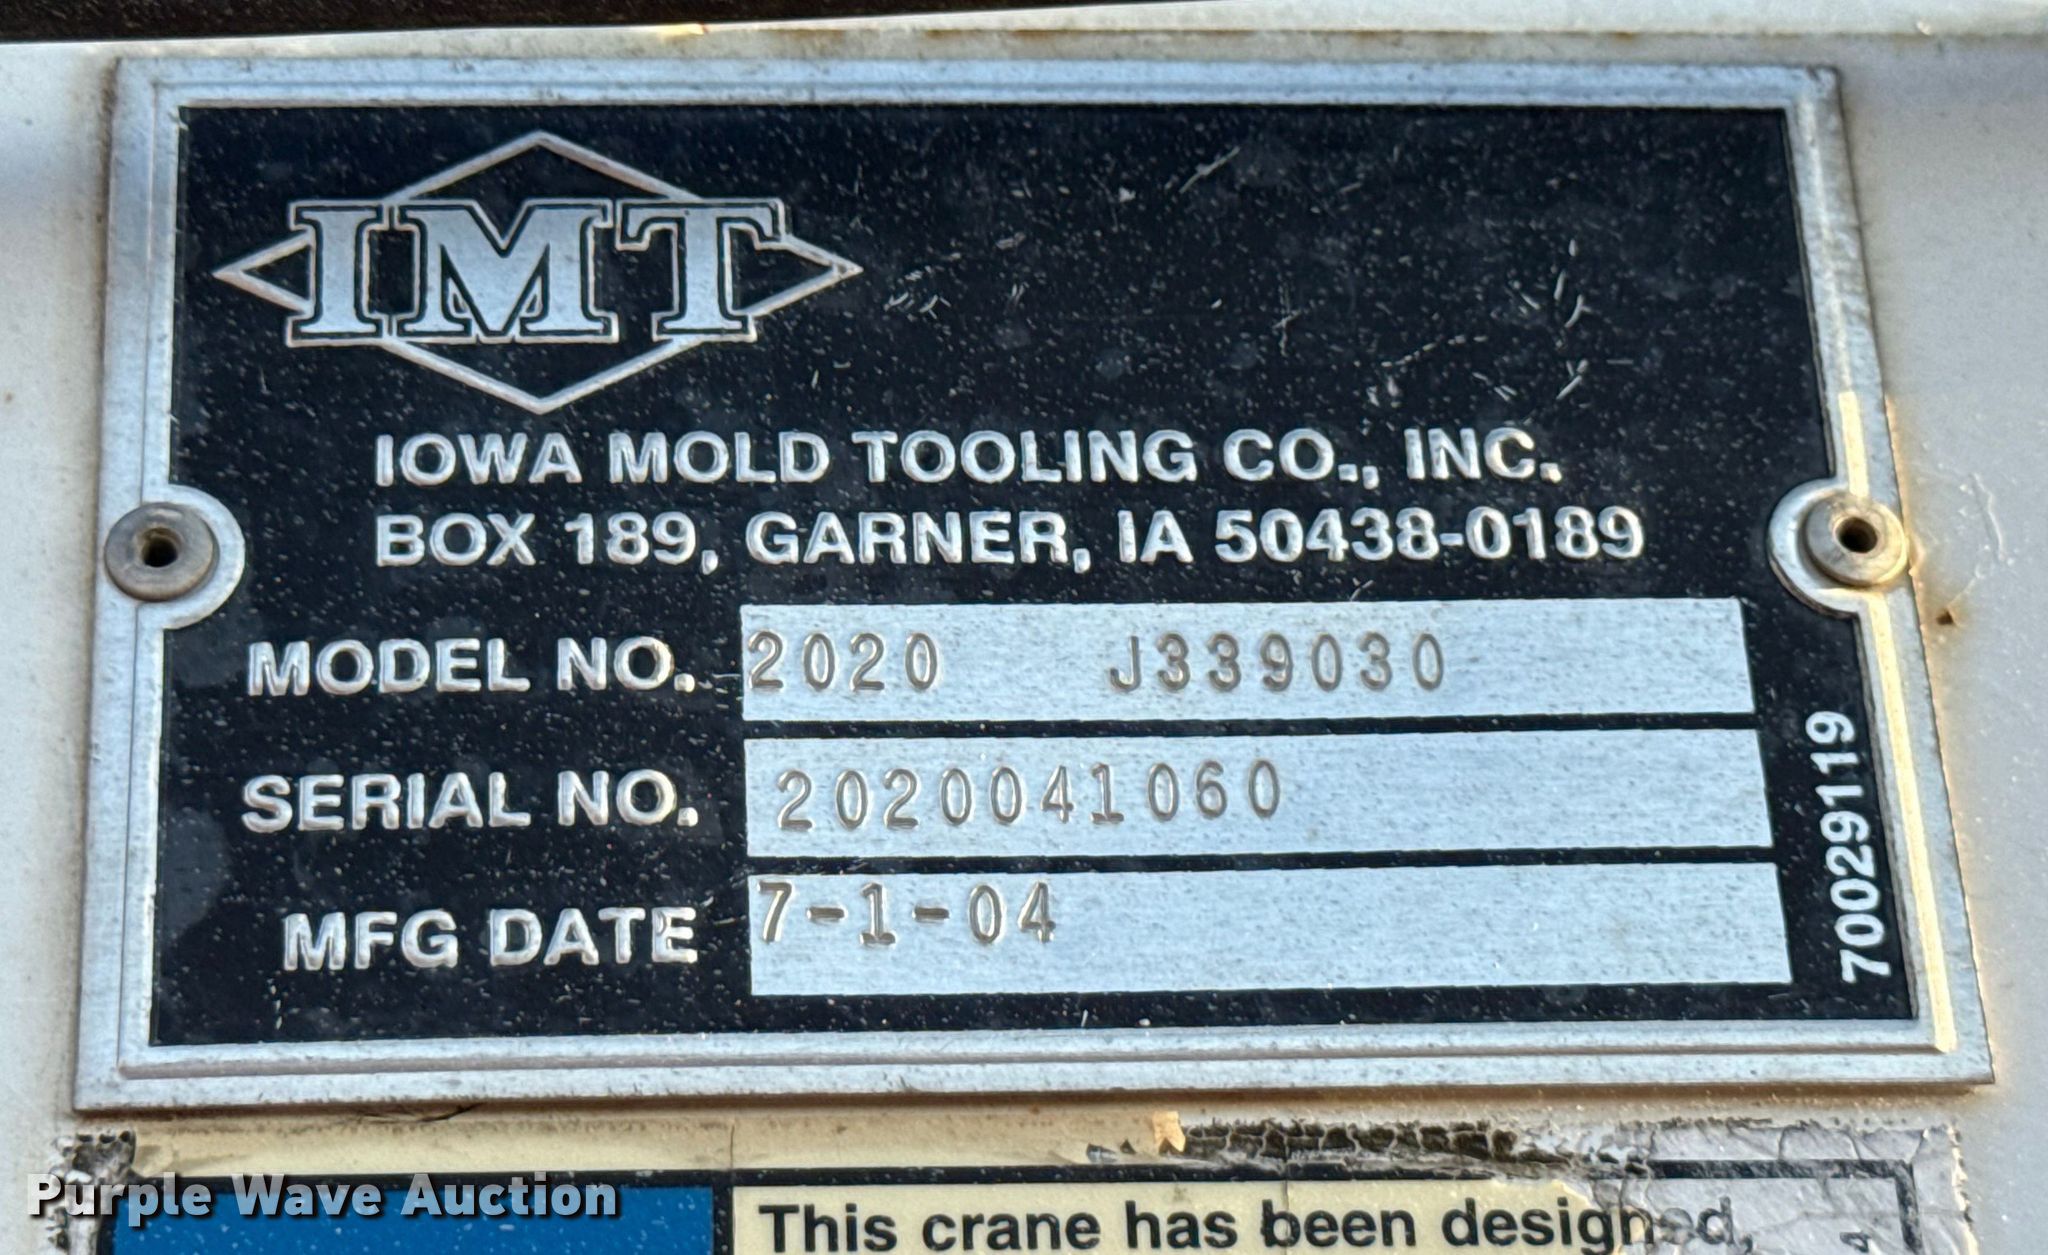 IMT
IOWA MOLD TOOLING CO., INC.
BOX 189, GARNER, IA 50438-0189
MODEL NO. 2020 J339030
SERIAL NO. 2020041060
MFG DATE 7-1-04
70029119
Purple Wave Auction
This crane has been designed,